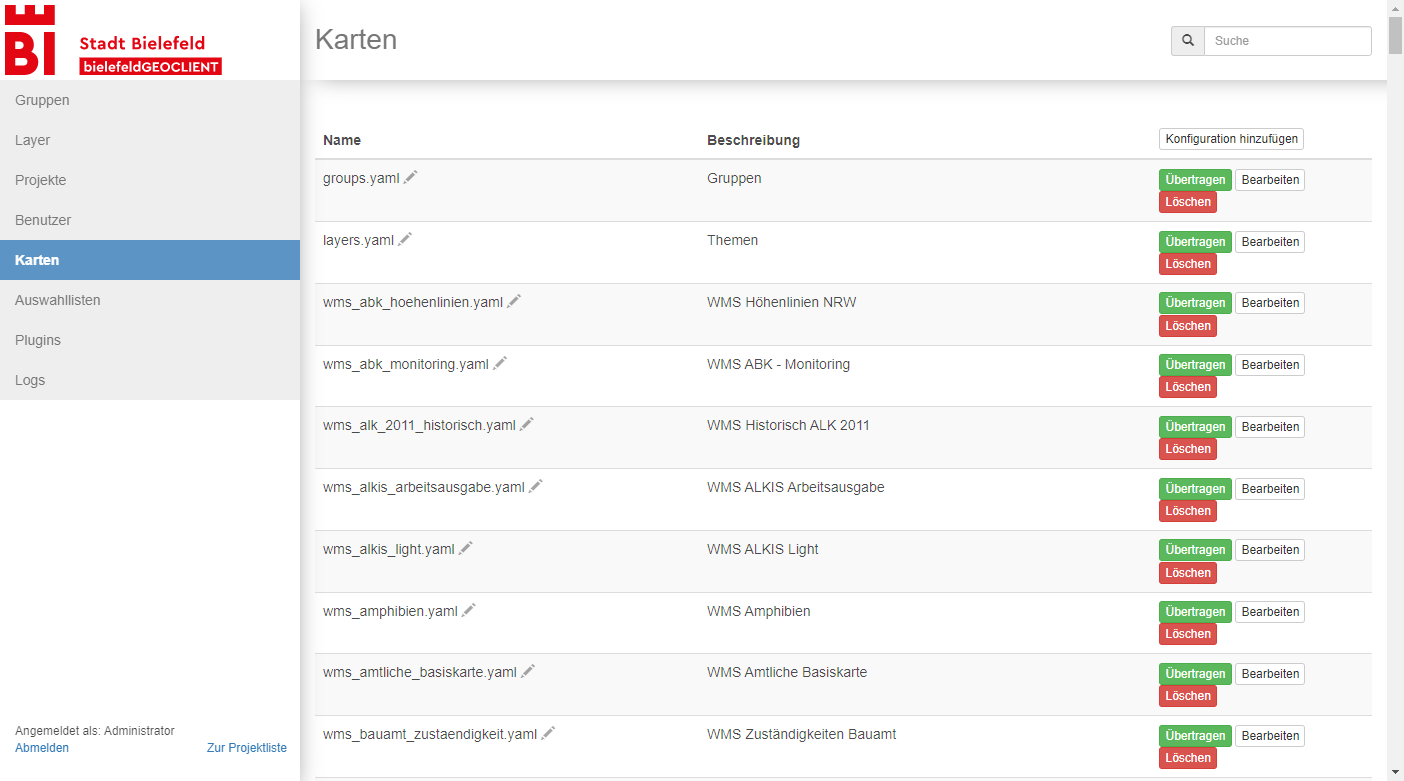 BI
Stadt Bielefeld
bielefeldGEOCLIENT
Gruppen
Layer
Projekte
Benutzer
Karten
Auswahllisten
Plugins
Logs
Angemeldet als: Administrator
Abmelden Zur Projektliste
Karten
Suche
Name Beschreibung Konfiguration hinzufügen
groups.yaml Gruppen Übertragen Bearbeiten
Löschen
layers.yaml Themen Übertragen Bearbeiten
Löschen
wms_abk_hoehenlinien.yaml WMS Höhenlinien NRW Übertragen Bearbeiten
Löschen
wms_abk_monitoring.yaml WMS ABK - Monitoring Übertragen Bearbeiten
Löschen
wms_alk_2011_historisch.yaml WMS Historisch ALK 2011 Übertragen Bearbeiten
Löschen
wms_alkis_arbeitsausgabe.yaml WMS ALKIS Arbeitsausgabe Übertragen Bearbeiten
Löschen
wms_alkis_light.yaml WMS ALKIS Light Übertragen Bearbeiten
Löschen
wms_amphibien.yaml WMS Amphibien Übertragen Bearbeiten
Löschen
wms_amtliche_basiskarte.yaml WMS Amtliche Basiskarte Übertragen Bearbeiten
Löschen
wms_bauamt_zustaendigkeit.yaml WMS Zuständigkeiten Bauamt Übertragen Bearbeiten
Löschen